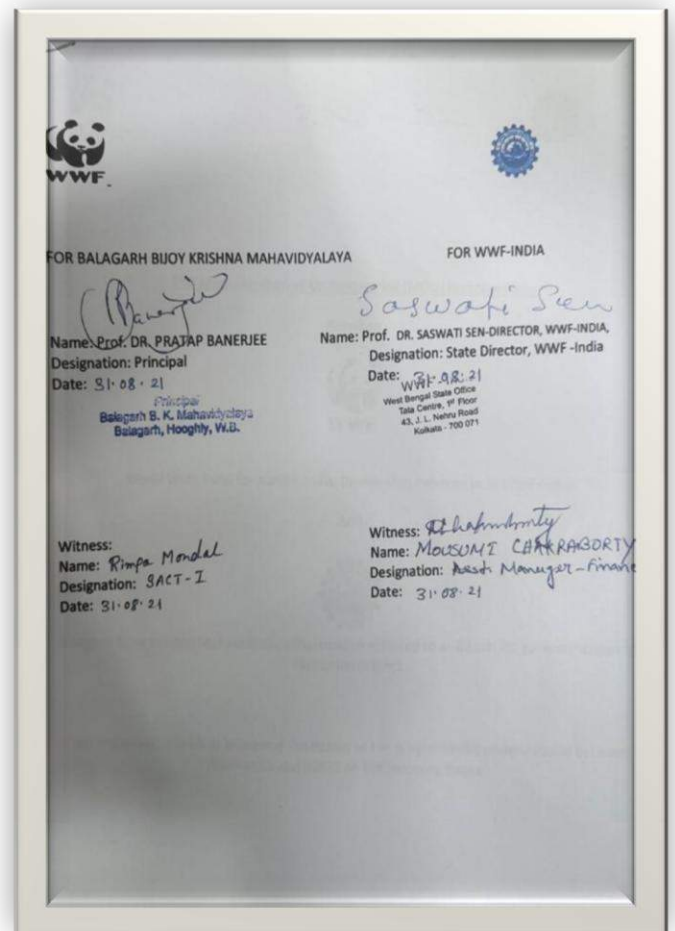 WWF
FOR BALAGARH BIJOY KRISHNA MAHAVIDYALAYA
Name: Prof. DR. PRATAP BANERJEE
Designation: Principal
Date: 31.08.21
Principal
Balagarh B. K. Mahavidyalaya
Balagarh, Hooghly, W.B.
FOR WWF-INDIA
Saswati Sen
Name: Prof. DR. SASWATI SEN-DIRECTOR, WWF-INDIA,
Designation: State Director, WWF -India
Date: 31.08.21
West Bengal State Office
Tata Centre, 1st Floor
43, J. L. Nehru Road
Kolkata - 700 071
Witness:
Name: Rimpa Mondal
Designation: SACT-I
Date: 31.08.21
Witness:
Name: MOUSUMI CHAKRABORTY
Designation: Asst. Manager-Finance
Date: 31.08.21